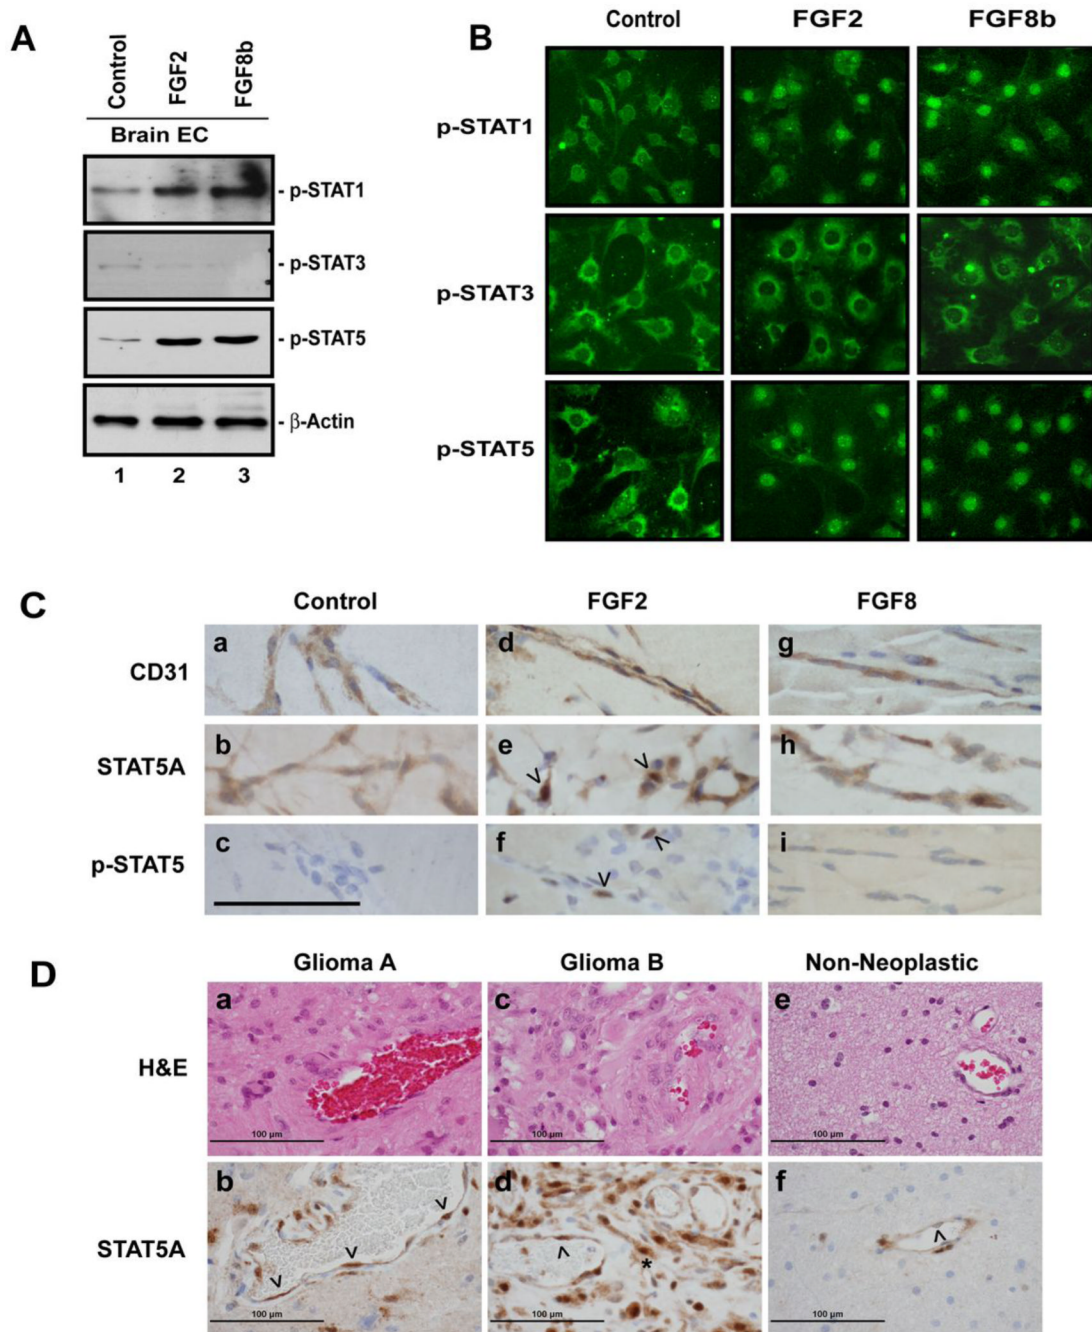 A
Control
FGF2
FGF8b
Brain EC
- p-STAT1
- p-STAT3
- p-STAT5
- β-Actin
1 2 3
B
Control FGF2 FGF8b
p-STAT1
p-STAT3
p-STAT5
C
Control FGF2 FGF8
CD31
a d g
STAT5A
b e h
> > 
p-STAT5
c f i
> >
D
Glioma A Glioma B Non-Neoplastic
H&E
a c e
100 µm 100 µm 100 µm
STAT5A
b d f
> > > > * >
100 µm 100 µm 100 µm